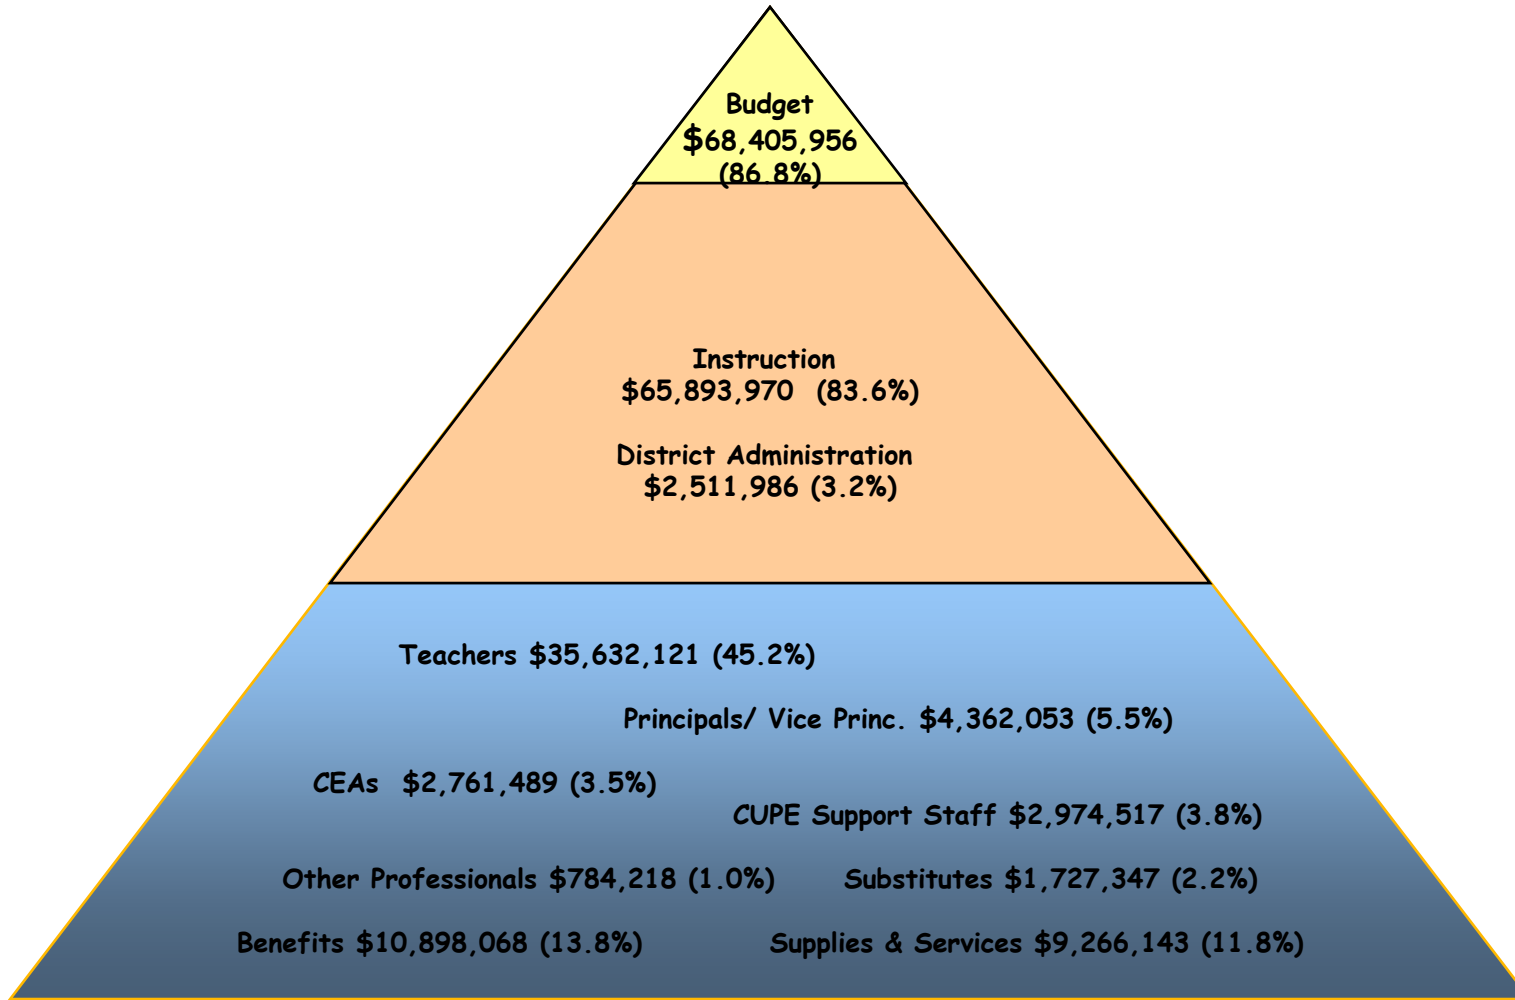 Budget
$68,405,956
(86.8%)
Instruction
$65,893,970 (83.6%)
District Administration
$2,511,986 (3.2%)
Teachers $35,632,121 (45.2%)
Principals/ Vice Princ. $4,362,053 (5.5%)
CEAs $2,761,489 (3.5%)
CUPE Support Staff $2,974,517 (3.8%)
Other Professionals $784,218 (1.0%) Substitutes $1,727,347 (2.2%)
Benefits $10,898,068 (13.8%) Supplies & Services $9,266,143 (11.8%)